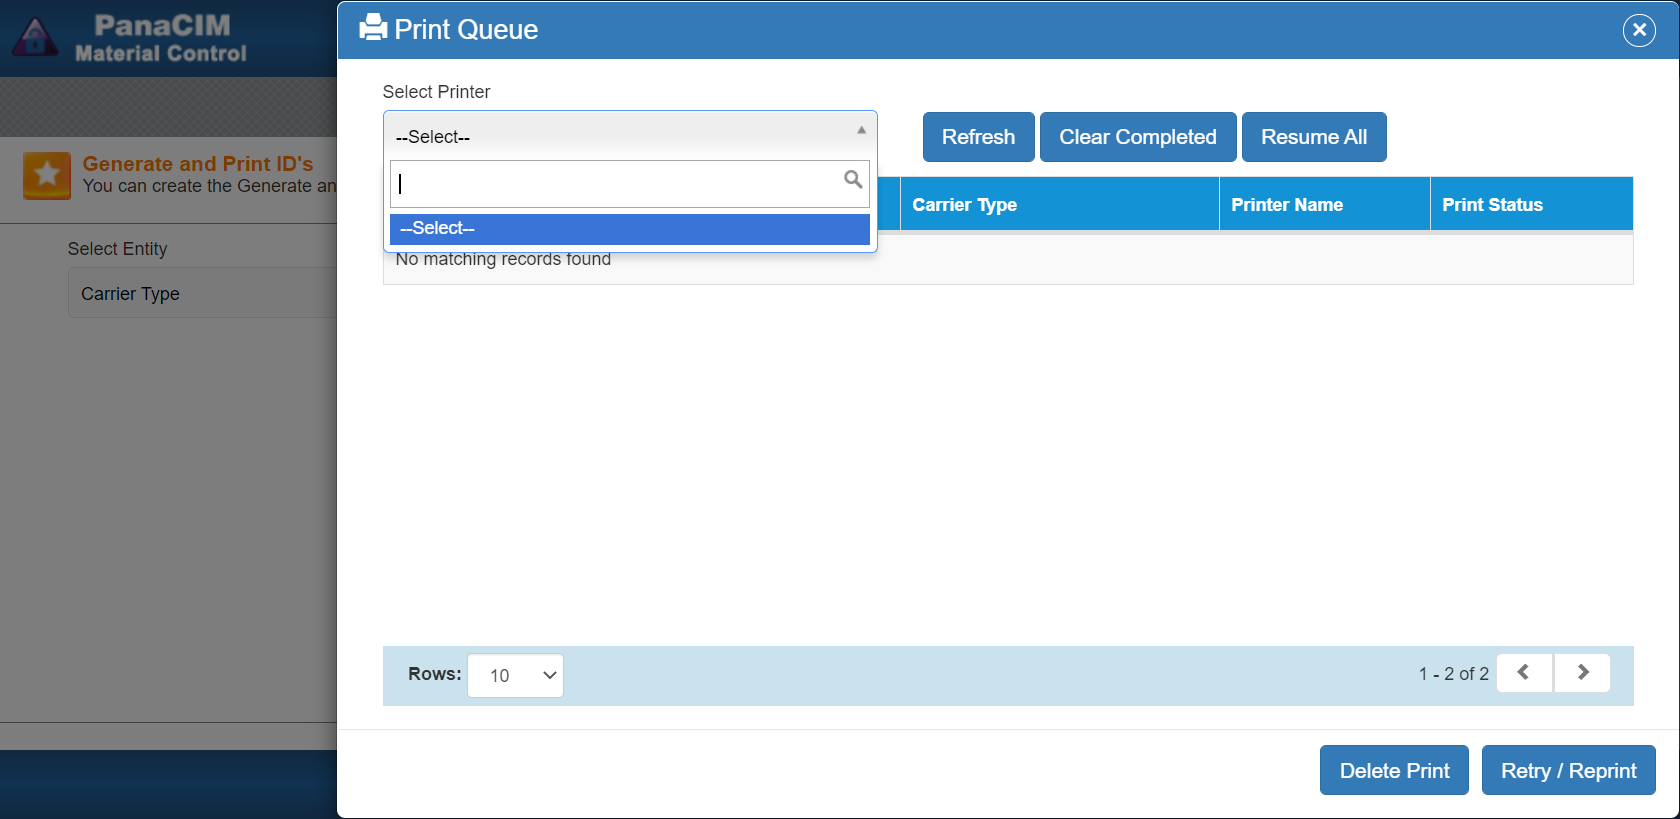 PanaCIM
Material Control
Generate and Print ID's
You can create the Generate an
Select Entity
Carrier Type
Print Queue
Select Printer
--Select--
Refresh
Clear Completed
Resume All
--Select--
Carrier Type
Printer Name
Print Status
No matching records found
Rows:
10
1 - 2 of 2
Delete Print
Retry / Reprint